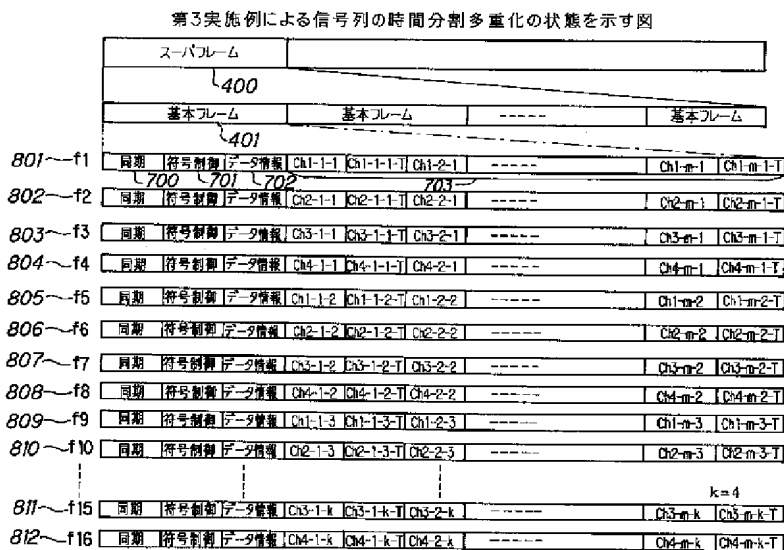 第3実施例による信号列の時間分割多重化の状態を示す図
スーパフレーム
400
基本フレーム 基本フレーム ----- 基本フレーム
401
801 f1 同期 符号制御 データ情報 Ch1-1-1 Ch1-1-1-T Ch1-2-1 ----- Ch1-m-1 Ch1-m-1-T
700 701 702 703
802 f2 同期 符号制御 データ情報 Ch2-1-1 Ch2-1-1-T Ch2-2-1 ----- Ch2-m-1 Ch2-m-1-T
803 f3 同期 符号制御 データ情報 Ch3-1-1 Ch3-1-1-T Ch3-2-1 ----- Ch3-m-1 Ch3-m-1-T
804 f4 同期 符号制御 データ情報 Ch4-1-1 Ch4-1-1-T Ch4-2-1 ----- Ch4-m-1 Ch4-m-1-T
805 f5 同期 符号制御 データ情報 Ch1-1-2 Ch1-1-2-T Ch1-2-2 ----- Ch1-m-2 Ch1-m-2-T
806 f6 同期 符号制御 データ情報 Ch2-1-2 Ch2-1-2-T Ch2-2-2 ----- Ch2-m-2 Ch2-m-2-T
807 f7 同期 符号制御 データ情報 Ch3-1-2 Ch3-1-2-T Ch3-2-2 ----- Ch3-m-2 Ch3-m-2-T
808 f8 同期 符号制御 データ情報 Ch4-1-2 Ch4-1-2-T Ch4-2-2 ----- Ch4-m-2 Ch4-m-2-T
809 f9 同期 符号制御 データ情報 Ch1-1-3 Ch1-1-3-T Ch1-2-3 ----- Ch1-m-3 Ch1-m-3-T
810 f10 同期 符号制御 データ情報 Ch2-1-3 Ch2-1-3-T Ch2-2-3 ----- Ch2-m-3 Ch2-m-3-T
k=4
811 f15 同期 符号制御 データ情報 Ch3-1-k Ch3-1-k-T Ch3-2-k ----- Ch3-m-k Ch3-m-k-T
812 f16 同期 符号制御 データ情報 Ch4-1-k Ch4-1-k-T Ch4-2-k ----- Ch4-m-k Ch4-m-k-T